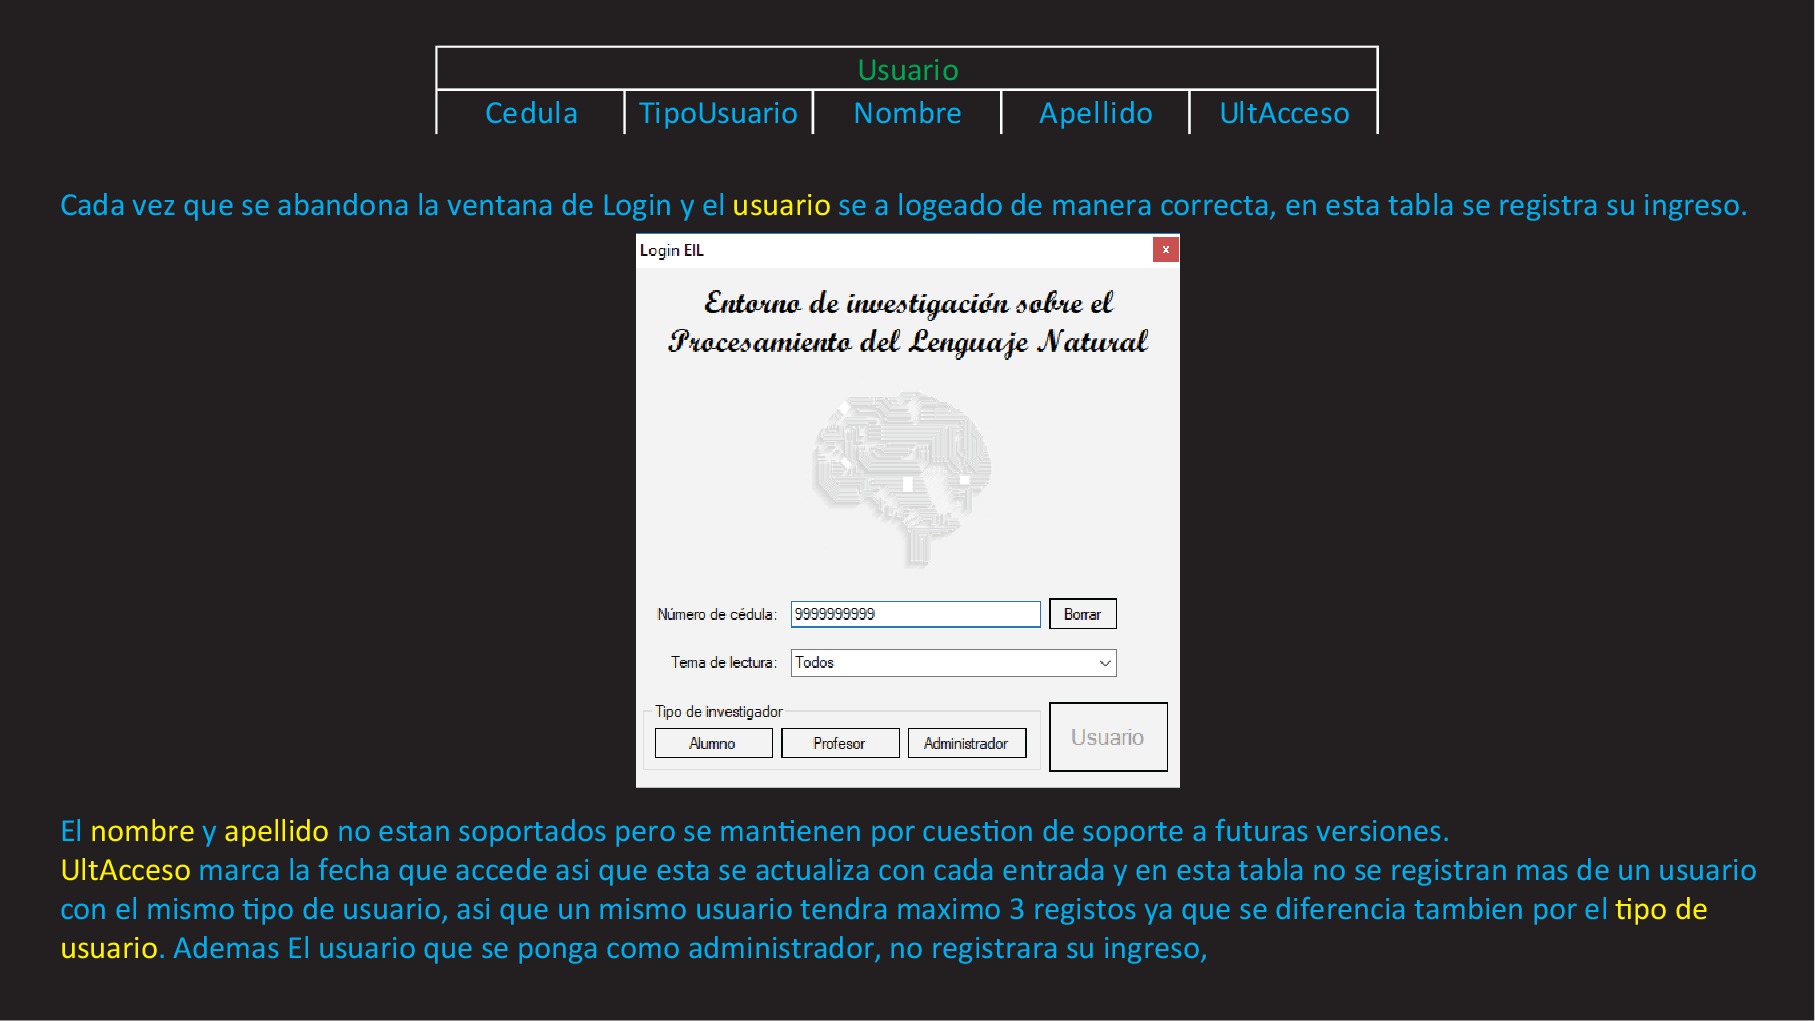 Usuario
Cedula TipoUsuario Nombre Apellido UltAcceso
Cada vez que se abandona la ventana de Login y el usuario se a logeado de manera correcta, en esta tabla se registra su ingreso.
Login EIL x
Entorno de investigación sobre el
Procesamiento del Lenguaje Natural
Número de cédula: 9999999999 Borrar
Tema de lectura: Todos
Tipo de investigador
Alumno Profesor Administrador Usuario
El nombre y apellido no estan soportados pero se mantienen por cuestion de soporte a futuras versiones.
UltAcceso marca la fecha que accede asi que esta se actualiza con cada entrada y en esta tabla no se registran mas de un usuario
con el mismo tipo de usuario, asi que un mismo usuario tendra maximo 3 registos ya que se diferencia tambien por el tipo de
usuario. Ademas El usuario que se ponga como administrador, no registrara su ingreso,